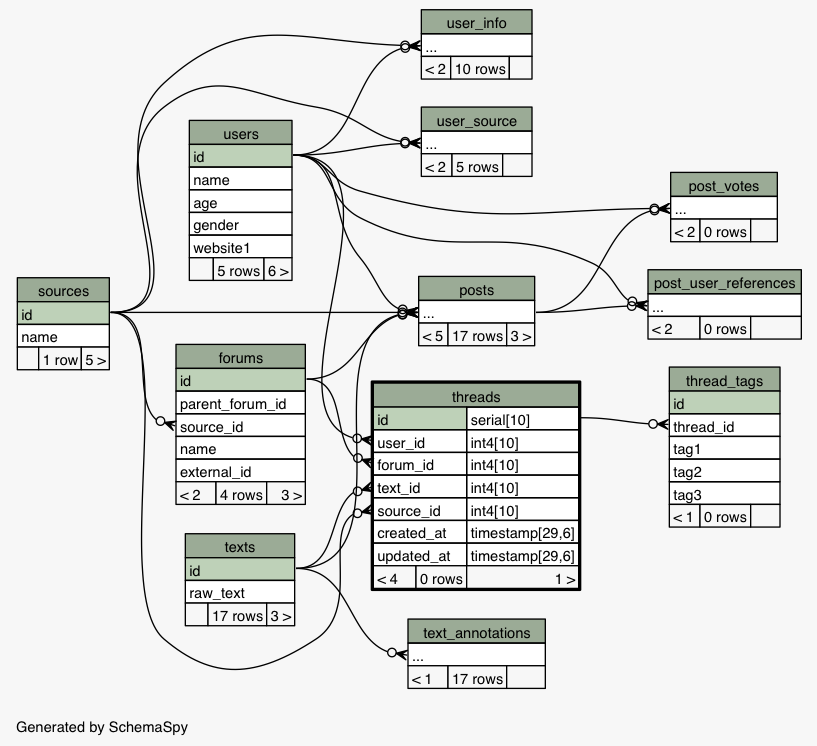 user_info
...
< 2 10 rows
user_source
...
< 2 5 rows
users
id
name
age
gender
website1
5 rows 6 >
post_votes
...
< 2 0 rows
post_user_references
...
< 2 0 rows
sources
id
name
1 row 5 >
posts
...
< 5 17 rows 3 >
forums
id
parent_forum_id
source_id
name
external_id
< 2 4 rows 3 >
threads
id serial[10]
user_id int4[10]
forum_id int4[10]
text_id int4[10]
source_id int4[10]
created_at timestamp[29,6]
updated_at timestamp[29,6]
< 4 0 rows 1 >
thread_tags
id
thread_id
tag1
tag2
tag3
< 1 0 rows
texts
id
raw_text
17 rows 3 >
text_annotations
...
< 1 17 rows
Generated by SchemaSpy